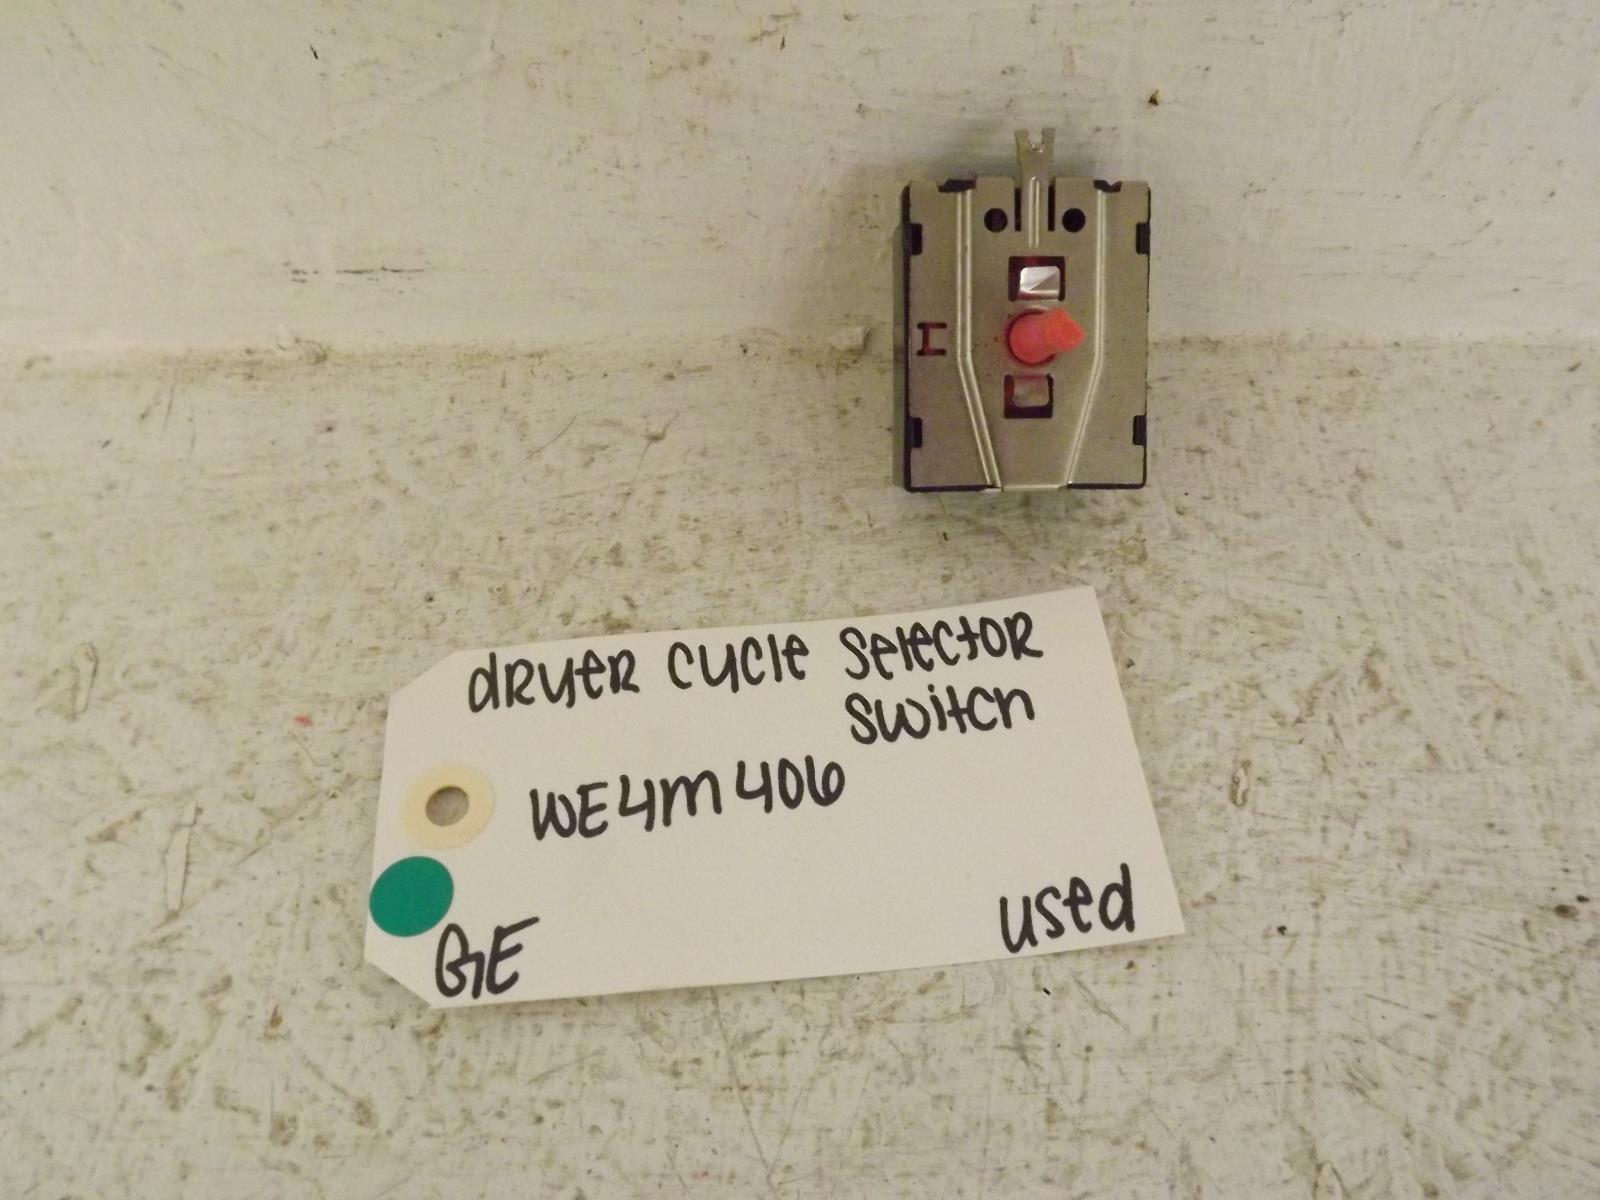 dRyeR cycle Selector
Switch
WE4M406
GE
used